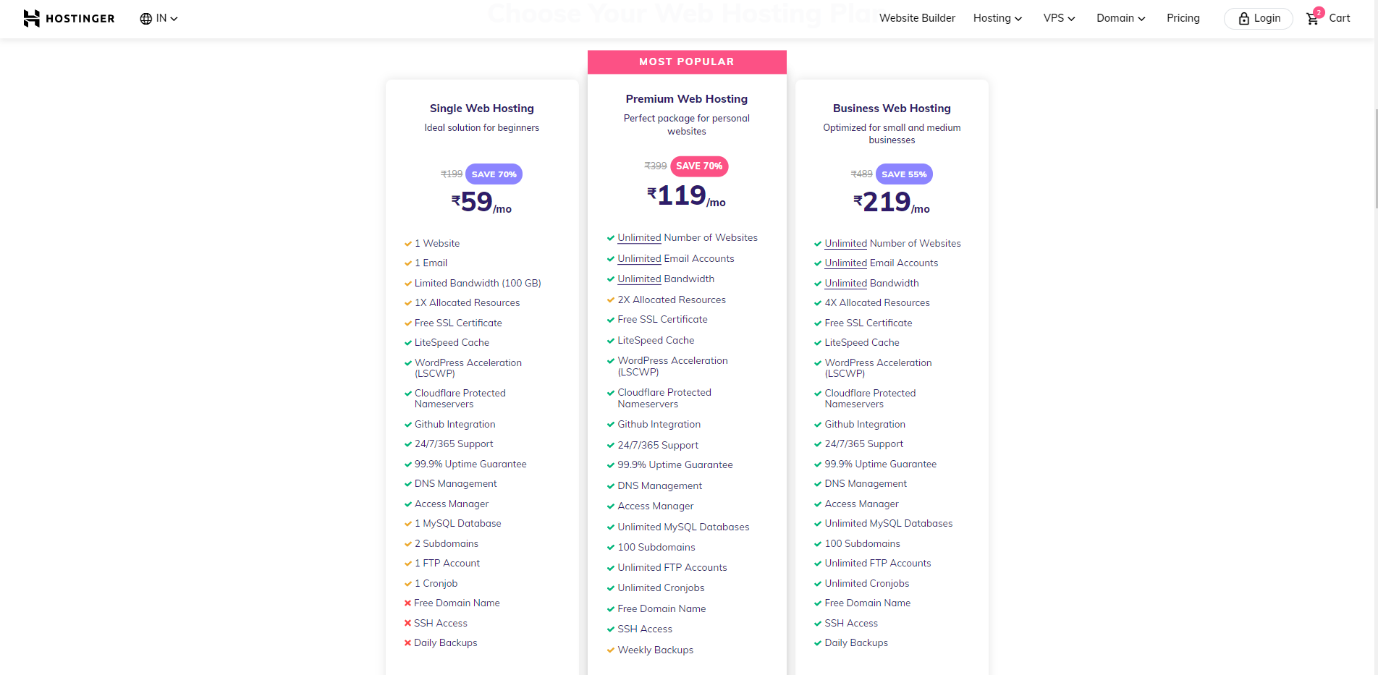 HOSTINGER
IN
Choose Your Web Hosting Plan
Website Builder
Hosting
VPS
Domain
Pricing
Login
2
Cart
MOST POPULAR
Single Web Hosting
Ideal solution for beginners
₹199 SAVE 70%
₹59/mo
1 Website
1 Email
Limited Bandwidth (100 GB)
1X Allocated Resources
Free SSL Certificate
LiteSpeed Cache
WordPress Acceleration
(LSCWP)
Cloudflare Protected
Nameservers
Github Integration
24/7/365 Support
99.9% Uptime Guarantee
DNS Management
Access Manager
1 MySQL Database
2 Subdomains
1 FTP Account
1 Cronjob
Free Domain Name
SSH Access
Daily Backups
Premium Web Hosting
Perfect package for personal
websites
₹399 SAVE 70%
₹119/mo
Unlimited Number of Websites
Unlimited Email Accounts
Unlimited Bandwidth
2X Allocated Resources
Free SSL Certificate
LiteSpeed Cache
WordPress Acceleration
(LSCWP)
Cloudflare Protected
Nameservers
Github Integration
24/7/365 Support
99.9% Uptime Guarantee
DNS Management
Access Manager
Unlimited MySQL Databases
100 Subdomains
Unlimited FTP Accounts
Unlimited Cronjobs
Free Domain Name
SSH Access
Weekly Backups
Business Web Hosting
Optimized for small and medium
businesses
₹489 SAVE 55%
₹219/mo
Unlimited Number of Websites
Unlimited Email Accounts
Unlimited Bandwidth
4X Allocated Resources
Free SSL Certificate
LiteSpeed Cache
WordPress Acceleration
(LSCWP)
Cloudflare Protected
Nameservers
Github Integration
24/7/365 Support
99.9% Uptime Guarantee
DNS Management
Access Manager
Unlimited MySQL Databases
100 Subdomains
Unlimited FTP Accounts
Unlimited Cronjobs
Free Domain Name
SSH Access
Daily Backups